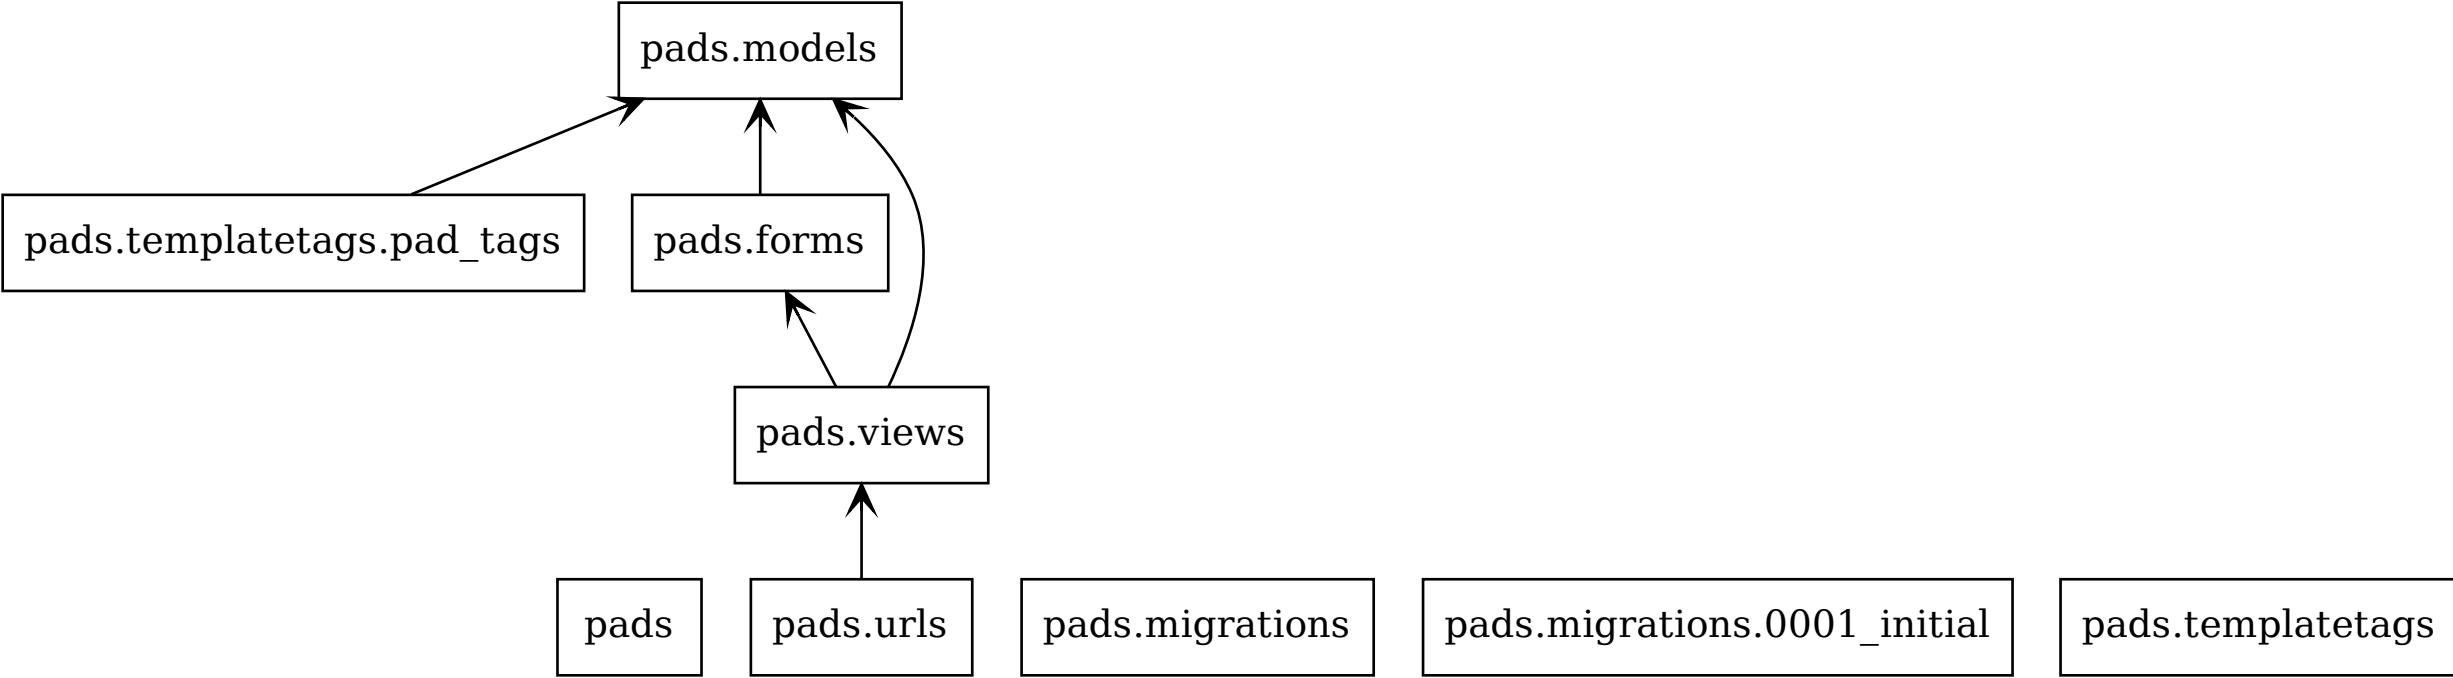 pads.models
pads.templatetags.pad_tags
pads.forms
pads.views
pads
pads.urls
pads.migrations
pads.migrations.0001_initial
pads.templatetags